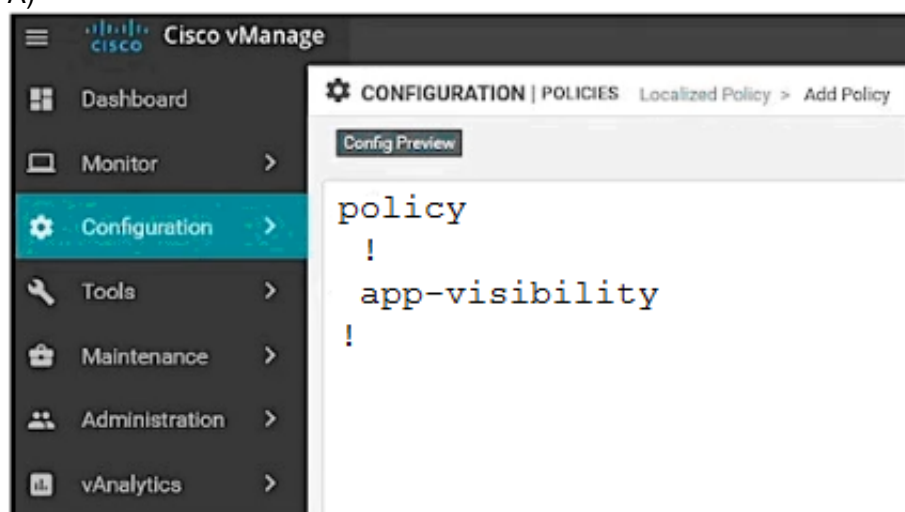 A)
CISCO Cisco vManage
Dashboard
Monitor
Configuration
Tools
Maintenance
Administration
vAnalytics
CONFIGURATION | POLICIES Localized Policy > Add Policy
Config Preview
policy
!
app-visibility
!